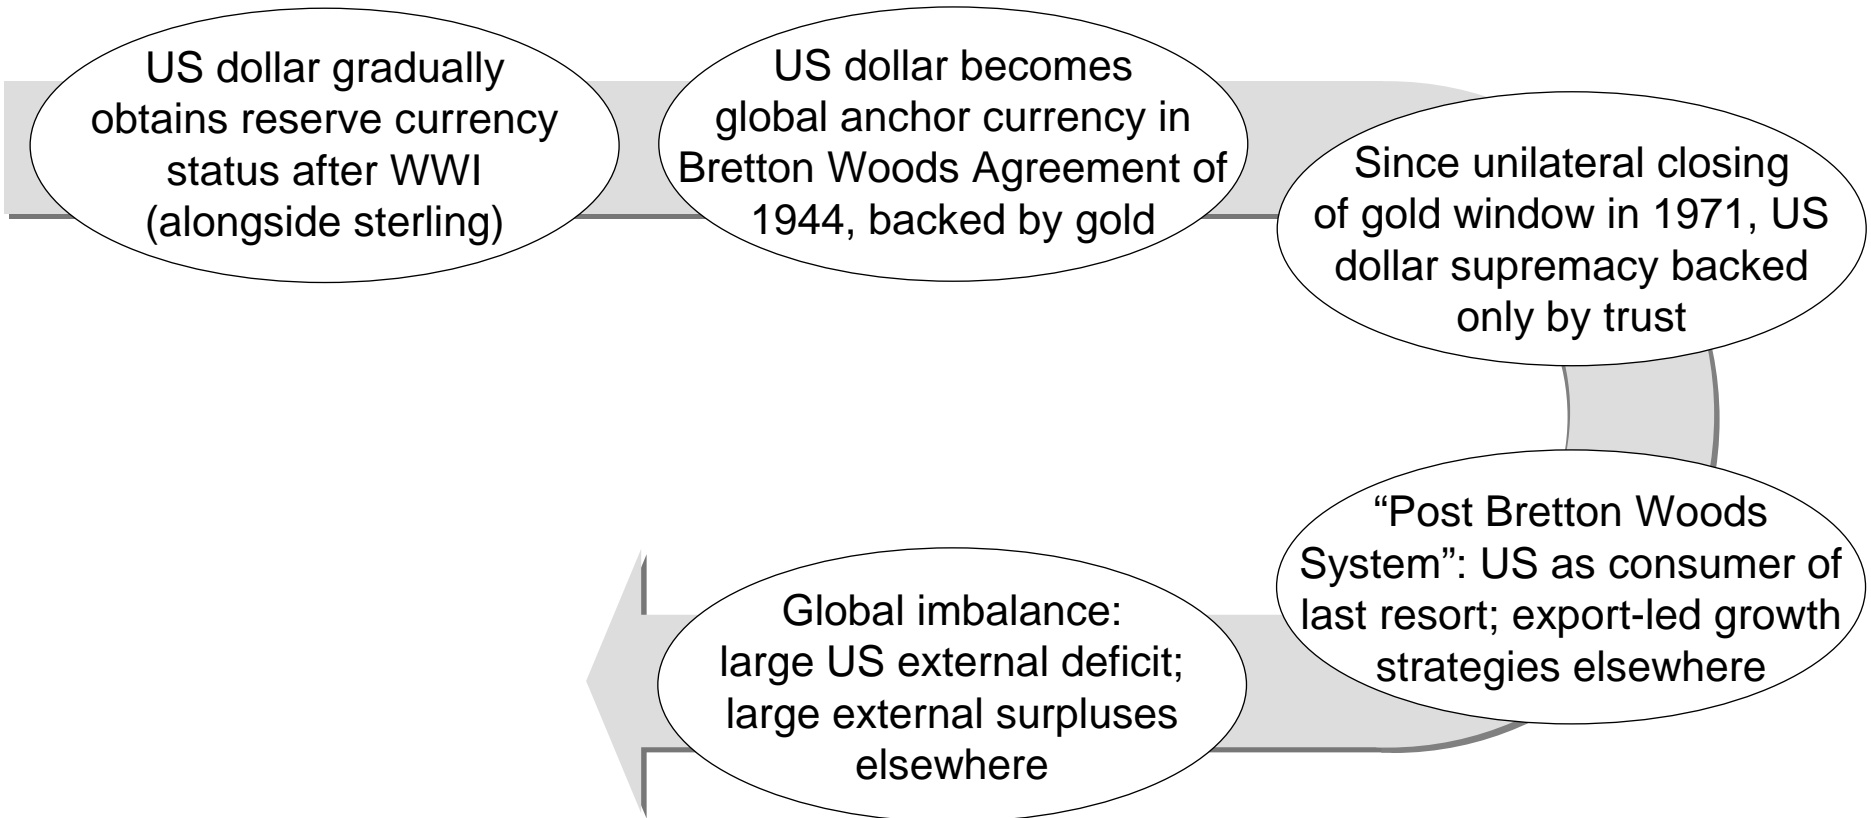 US dollar gradually
obtains reserve currency
status after WWI
(alongside sterling)
US dollar becomes
global anchor currency in
Bretton Woods Agreement of
1944, backed by gold
Since unilateral closing
of gold window in 1971, US
dollar supremacy backed
only by trust
“Post Bretton Woods
System”: US as consumer of
last resort; export-led growth
strategies elsewhere
Global imbalance:
large US external deficit;
large external surpluses
elsewhere